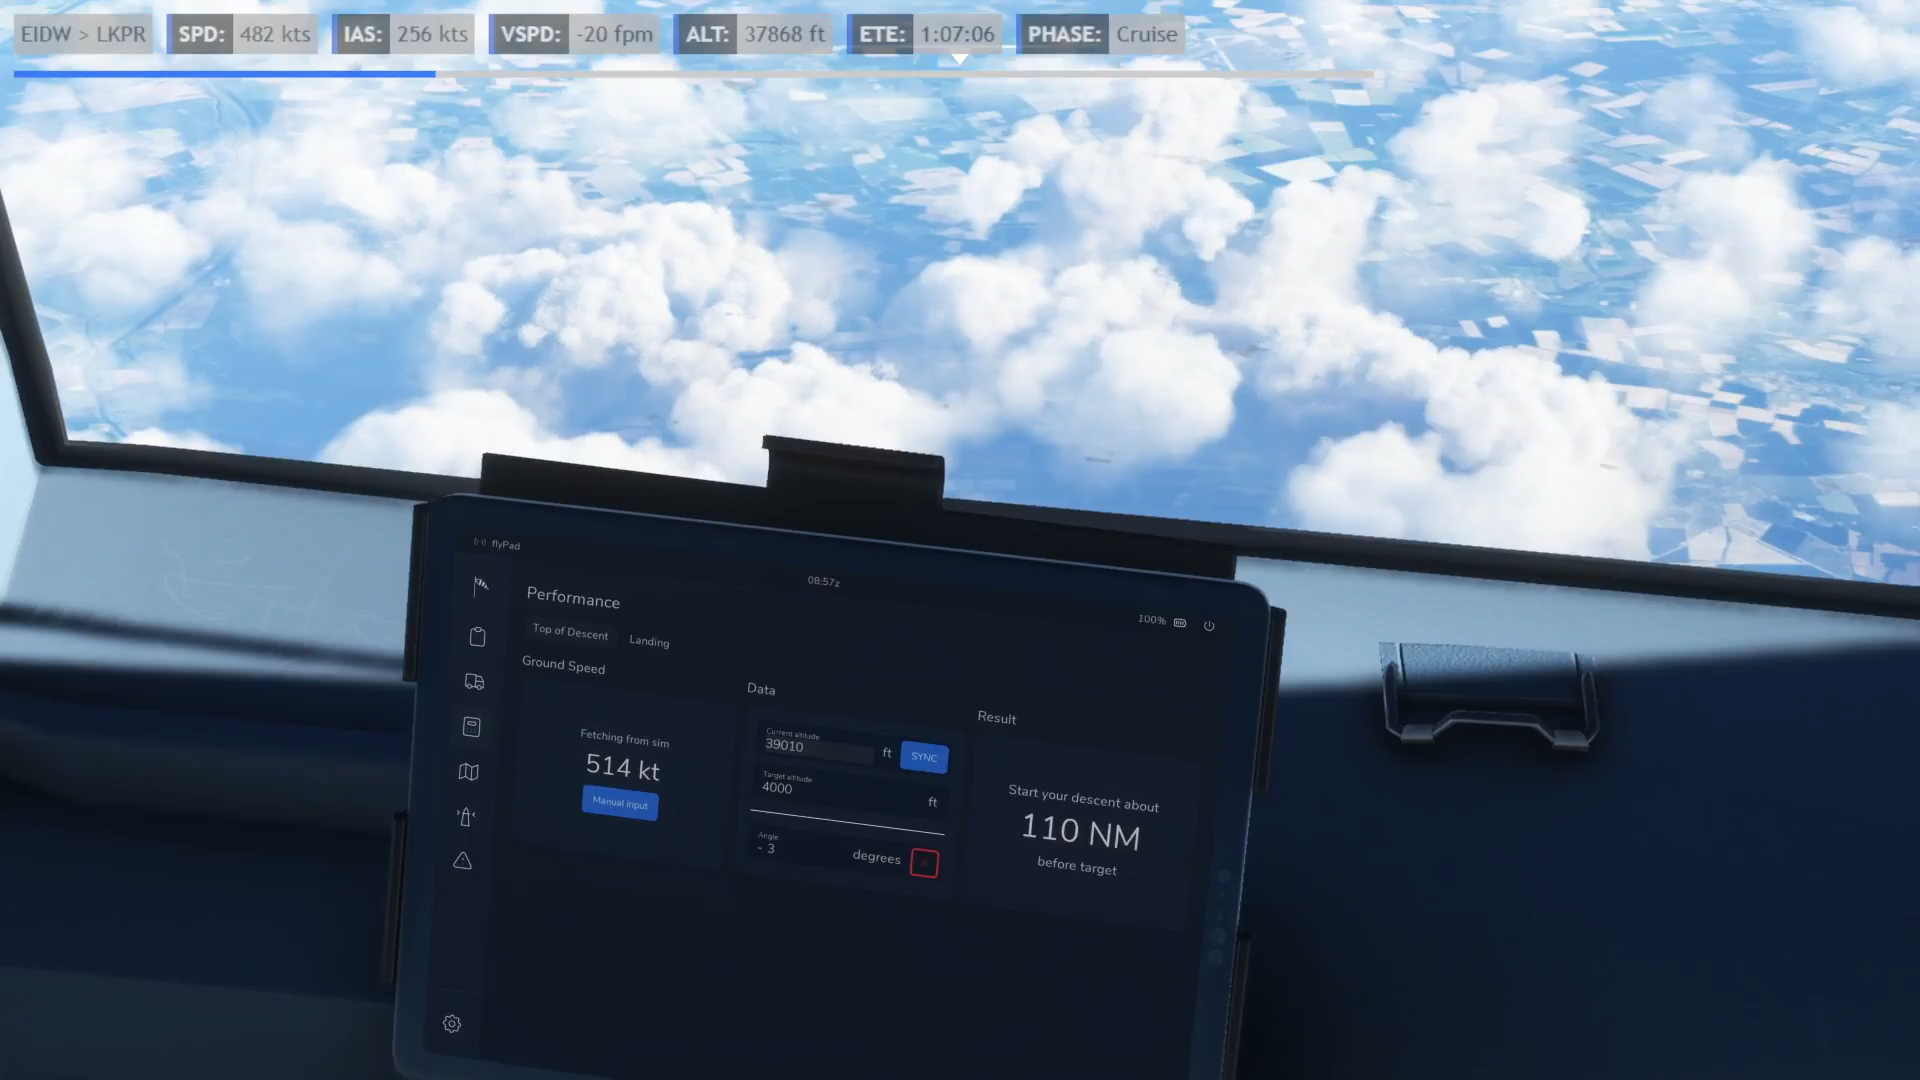 EIDW > LKPR SPD: 482 kts IAS: 256 kts VSPD: -20 fpm ALT: 37868 ft ETE: 1:07:06 PHASE: Cruise
flyPad
08:57z
100%
Performance
Top of Descent Landing
Ground Speed
Fetching from sim
514 kt
Manual input
Data
Current altitude
39010 ft SYNC
Target altitude
4000 ft
Angle
- 3 degrees
Result
Start your descent about
110 NM
before target